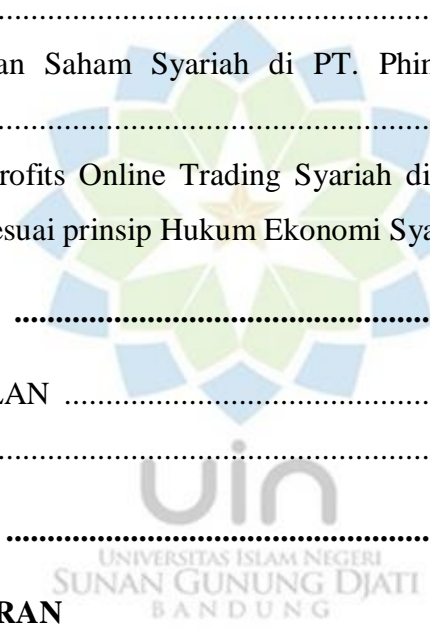 ................................................
an Saham Syariah di PT. Phin
................................................
rofits Online Trading Syariah di
esuai prinsip Hukum Ekonomi Sya
................................................
LAN ................................................
................................................
uin
................................................
UNIVERSITAS ISLAM NEGERI
SUNAN GUNUNG DJATI
RAN
BANDUNG